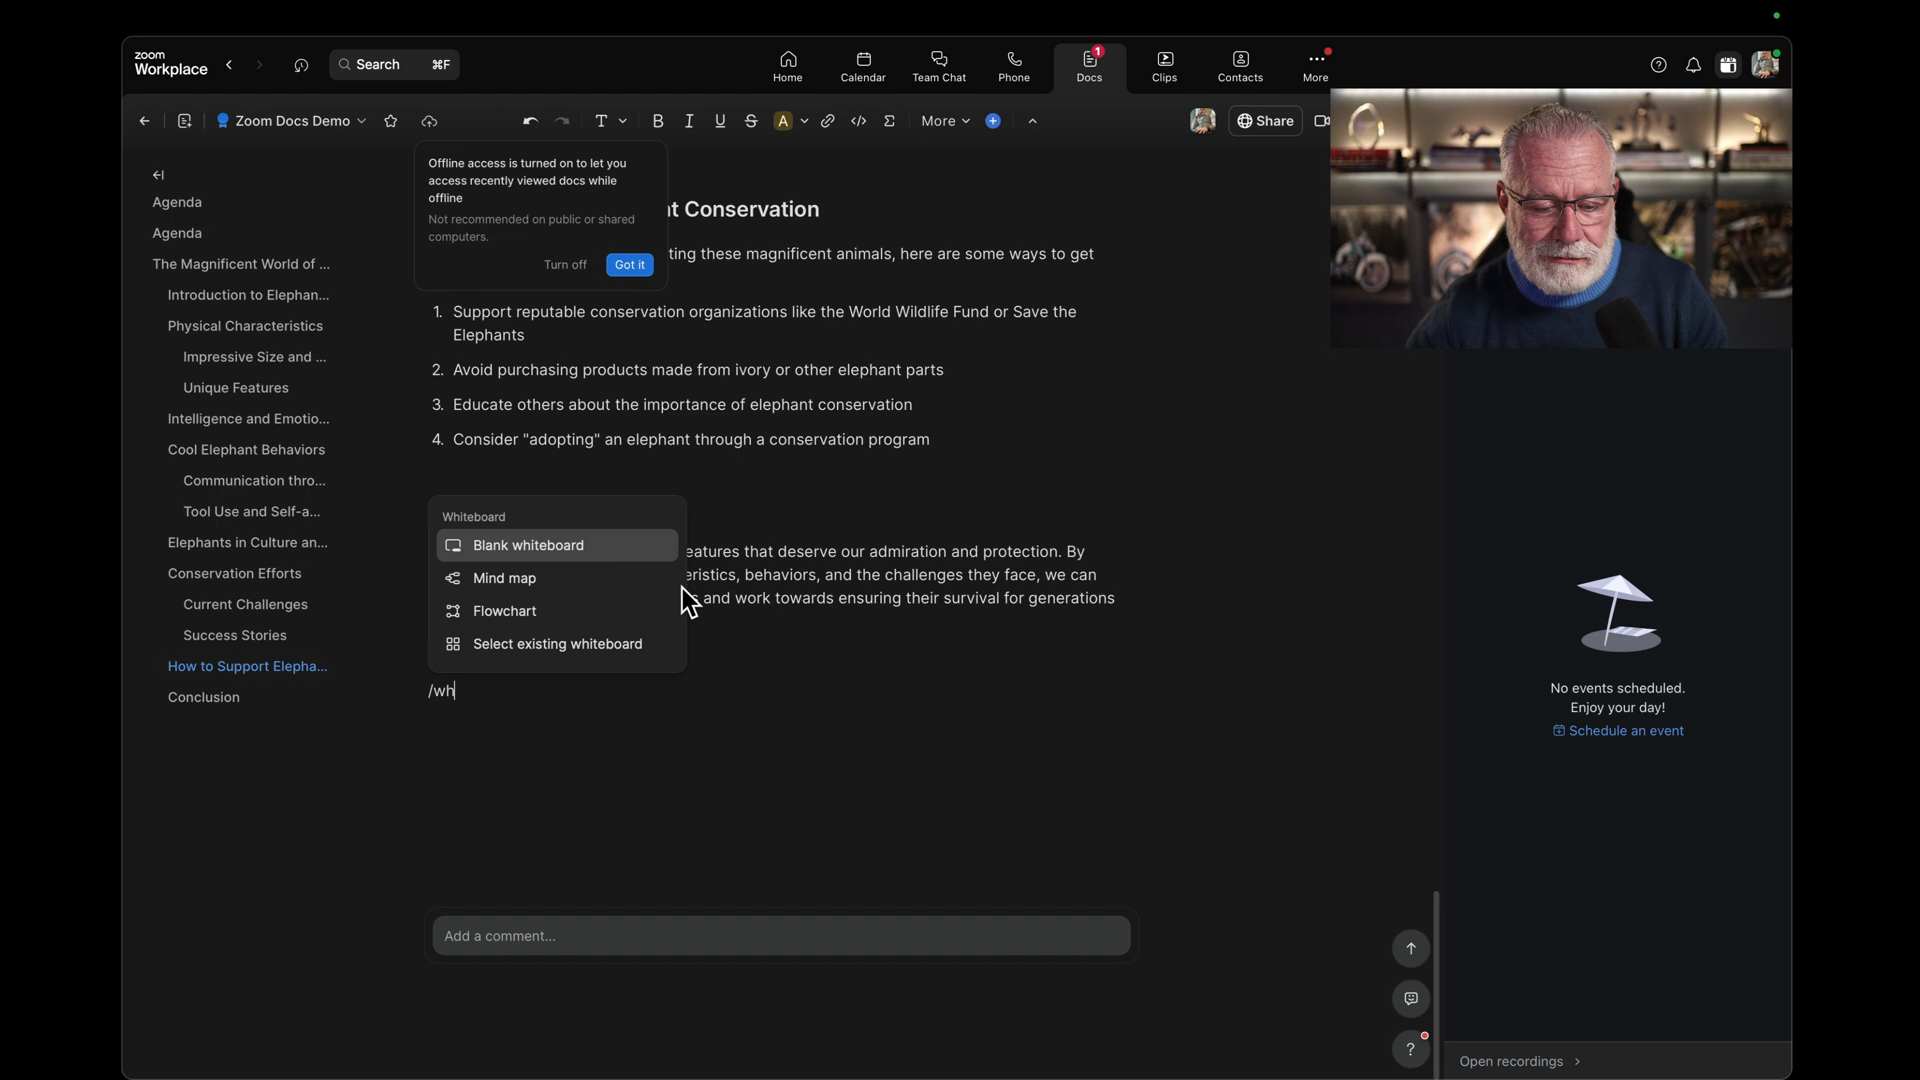 zoom
Workplace
Search ⌘F
Home
Calendar
Team Chat
Phone
1
Docs
Clips
Contacts
More
Zoom Docs Demo
T
B
I
U
S
A
Σ
More
Share
Offline access is turned on to let you
access recently viewed docs while
offline
Not recommended on public or shared
computers.
Turn off
Got it
Agenda
Agenda
The Magnificent World of ...
Introduction to Elephan...
Physical Characteristics
Impressive Size and ...
Unique Features
Intelligence and Emotio...
Cool Elephant Behaviors
Communication thro...
Tool Use and Self-a...
Elephants in Culture an...
Conservation Efforts
Current Challenges
Success Stories
How to Support Elepha...
Conclusion
t Conservation
ting these magnificent animals, here are some ways to get
1. Support reputable conservation organizations like the World Wildlife Fund or Save the
Elephants
2. Avoid purchasing products made from ivory or other elephant parts
3. Educate others about the importance of elephant conservation
4. Consider "adopting" an elephant through a conservation program
Whiteboard
Blank whiteboard
Mind map
Flowchart
Select existing whiteboard
eatures that deserve our admiration and protection. By
eristics, behaviors, and the challenges they face, we can
and work towards ensuring their survival for generations
/wh
Add a comment...
?
No events scheduled.
Enjoy your day!
Schedule an event
Open recordings